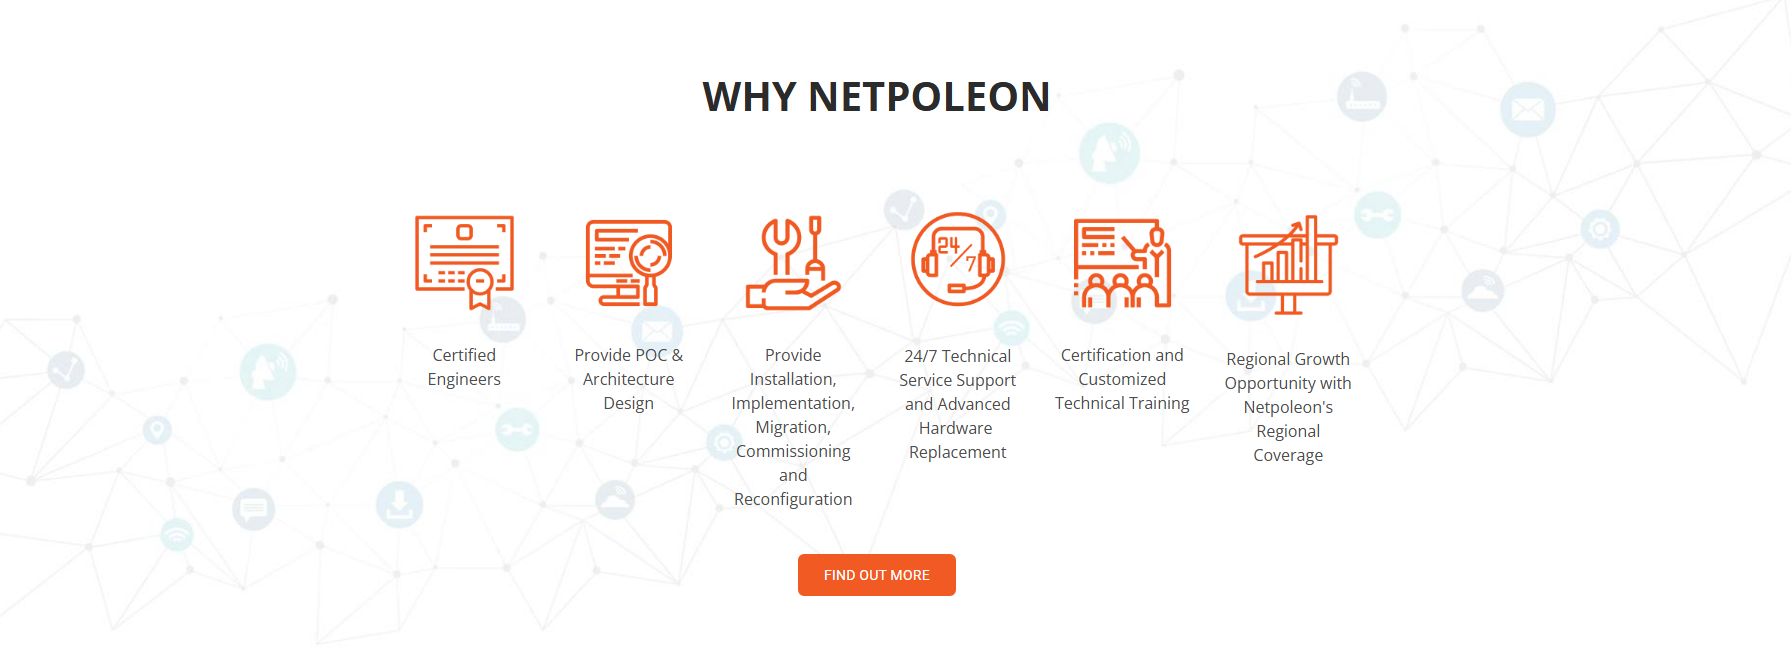 WHY NETPOLEON
24/7
Certified
Engineers
Provide POC &
Architecture
Design
Provide
Installation,
Implementation,
Migration,
Commissioning
and
Reconfiguration
24/7 Technical
Service Support
and Advanced
Hardware
Replacement
Certification and
Customized
Technical Training
Regional Growth
Opportunity with
Netpoleon's
Regional
Coverage
FIND OUT MORE